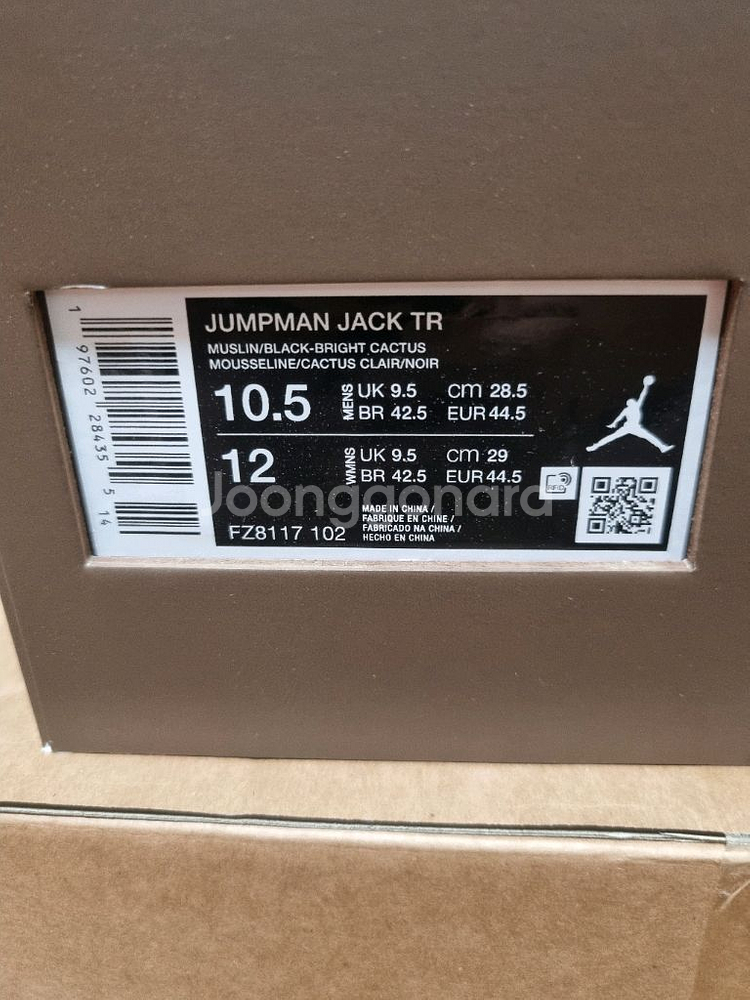 1 97602 28435 5 14
JUMPMAN JACK TR
MUSLIN/BLACK-BRIGHT CACTUS
MOUSSELINE/CACTUS CLAIR/NOIR
10.5 MENS UK 9.5 cm 28.5
BR 42.5 EUR 44.5
12 WMNS UK 9.5 cm 29
BR 42.5 EUR 44.5
RFID
Joonggonara
FZ8117 102
MADE IN CHINA /
FABRIQUE EN CHINE /
FABRICADO NA CHINA /
HECHO EN CHINA